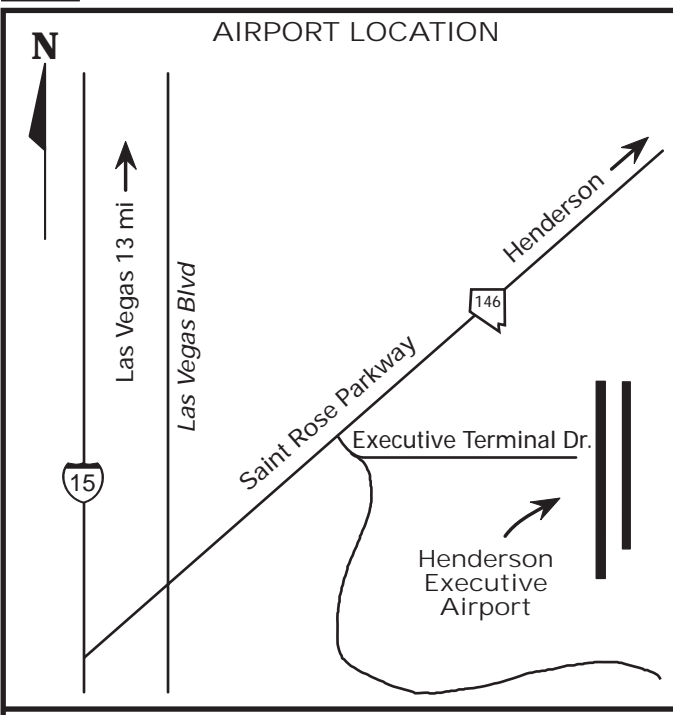 AIRPORT LOCATION
N
Las Vegas 13 mi
Las Vegas Blvd
Henderson
146
Saint Rose Parkway
Executive Terminal Dr.
15
Henderson
Executive
Airport